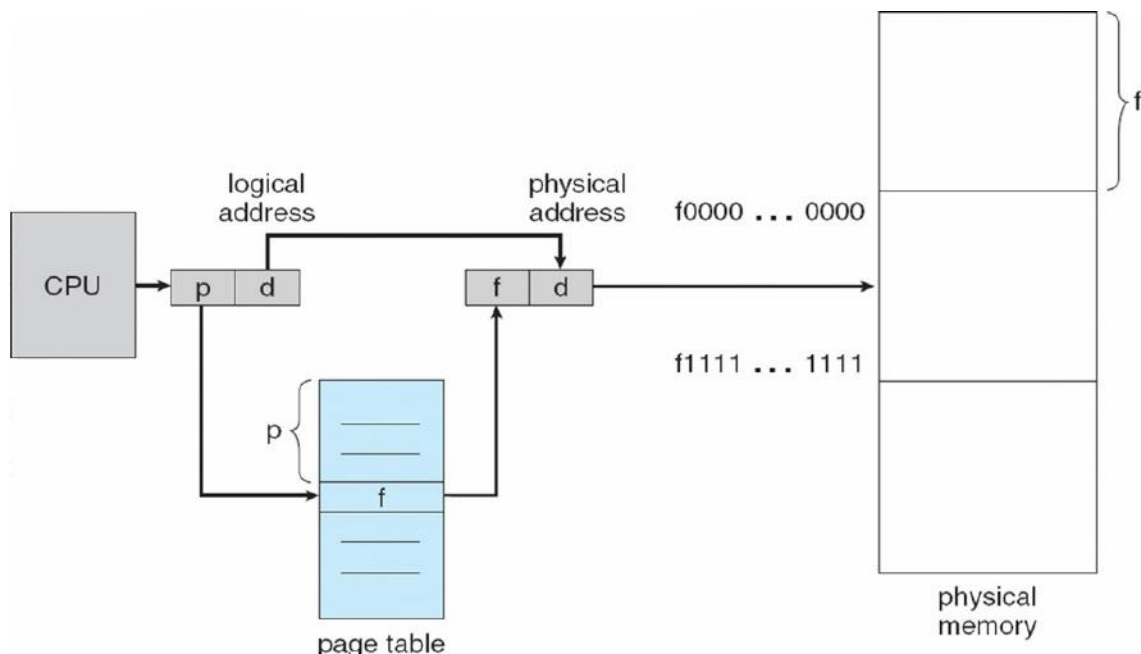 f
logical
address
physical
address
f0000 ... 0000
CPU
p
d
f
d
f1111 ... 1111
p
f
physical
memory
page table